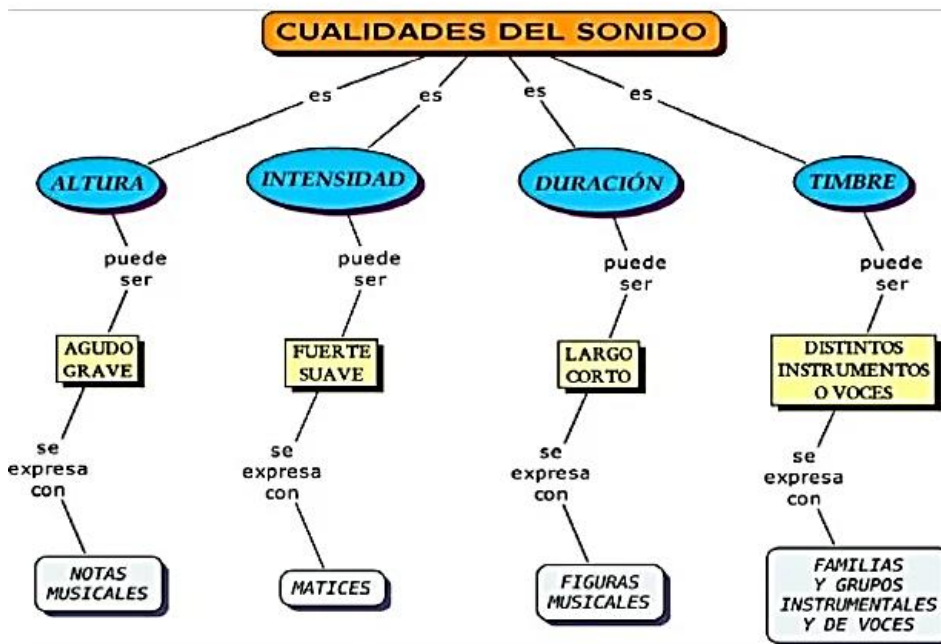 CUALIDADES DEL SONIDO
es
es
es
es
ALTURA
INTENSIDAD
DURACIÓN
TIMBRE
puede
ser
puede
ser
puede
ser
puede
ser
AGUDO
GRAVE
FUERTE
SUAVE
LARGO
CORTO
DISTINTOS
INSTRUMENTOS
O VOCES
se
expresa
con
se
expresa
con
se
expresa
con
se
expresa
con
NOTAS
MUSICALES
MATICES
FIGURAS
MUSICALES
FAMILIAS
Y GRUPOS
INSTRUMENTALES
Y DE VOCES